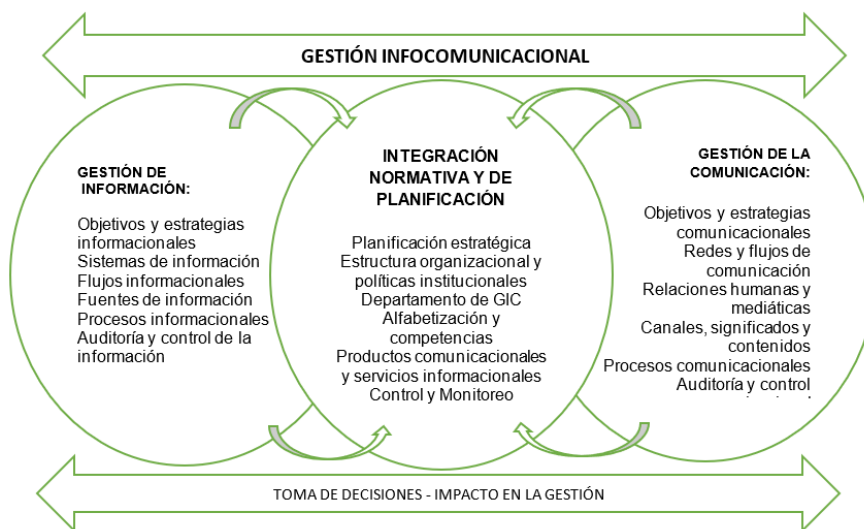 GESTIÓN INFOCOMUNICACIONAL
GESTIÓN DE
INFORMACIÓN:
Objetivos y estrategias
informacionales
Sistemas de información
Flujos informacionales
Fuentes de información
Procesos informacionales
Auditoría y control de la
información
INTEGRACIÓN
NORMATIVA Y DE
PLANIFICACIÓN
Planificación estratégica
Estructura organizacional y
políticas institucionales
Departamento de GIC
Alfabetización y
competencias
Productos comunicacionales
y servicios informacionales
Control y Monitoreo
GESTIÓN DE LA
COMUNICACIÓN:
Objetivos y estrategias
comunicacionales
Redes y flujos de
comunicación
Relaciones humanas y
mediáticas
Canales, significados y
contenidos
Procesos comunicacionales
Auditoría y control
TOMA DE DECISIONES - IMPACTO EN LA GESTIÓN